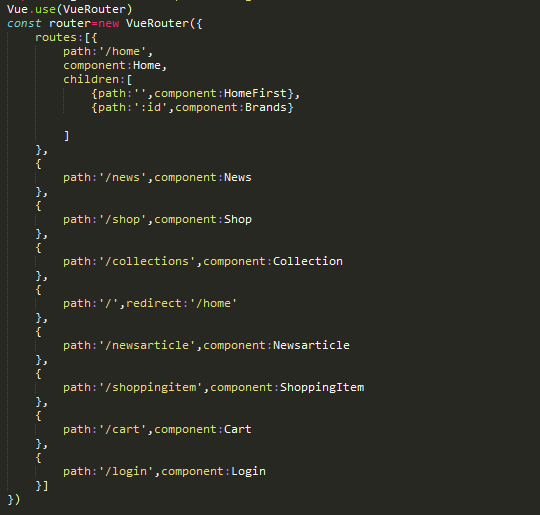 Vue.use(VueRouter)
const router=new VueRouter({
    routes:[{
        path:'/home',
        component:Home,
        children:[
            {path:'',component:HomeFirst},
            {path:':id',component:Brands}

        ]
    },
    {
        path:'/news',component:News
    },
    {
        path:'/shop',component:Shop
    },
    {
        path:'/collections',component:Collection
    },
    {
        path:'/',redirect:'/home'
    },
    {
        path:'/newsarticle',component:Newsarticle
    },
    {
        path:'/shoppingitem',component:ShoppingItem
    },
    {
        path:'/cart',component:Cart
    },
    {
        path:'/login',component:Login
    }]
})